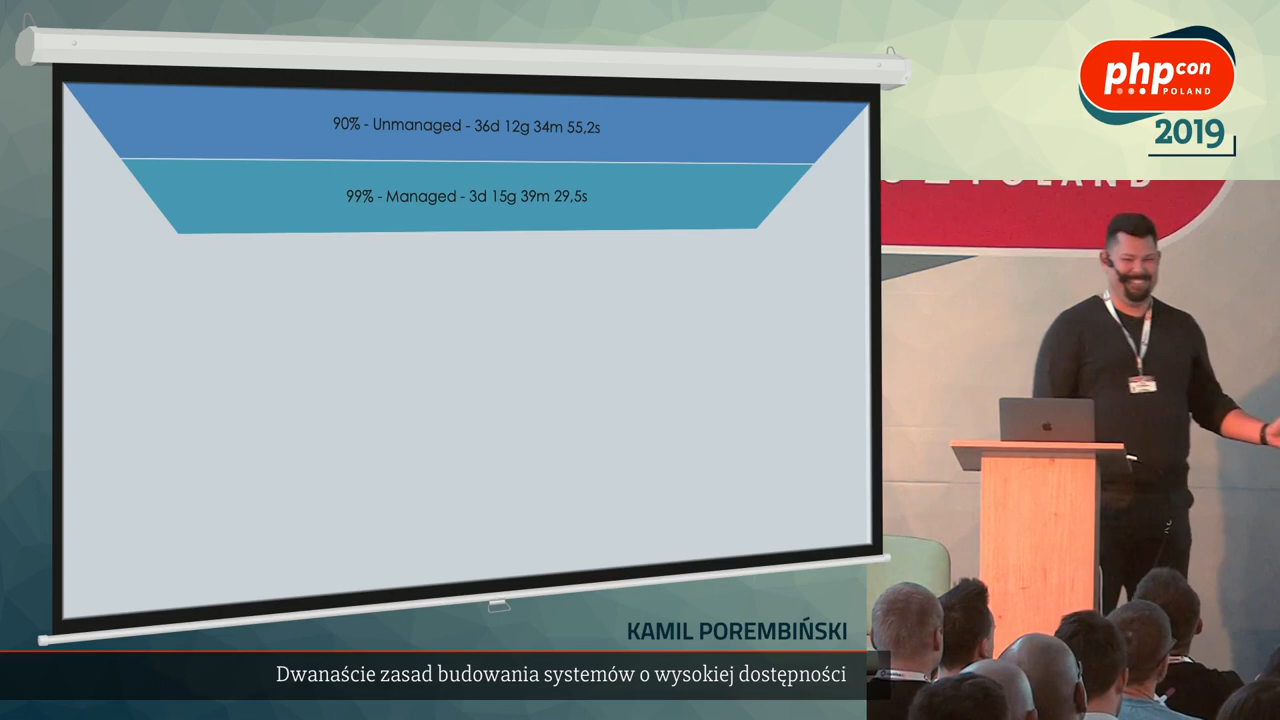 90% - Unmanaged - 36d 12g 34m 55,2s
99% - Managed - 3d 15g 39m 29,5s
php con
POLAND
2019
POLAND
KAMIL POREMBIŃSKI
Dwanaście zasad budowania systemów o wysokiej dostępności